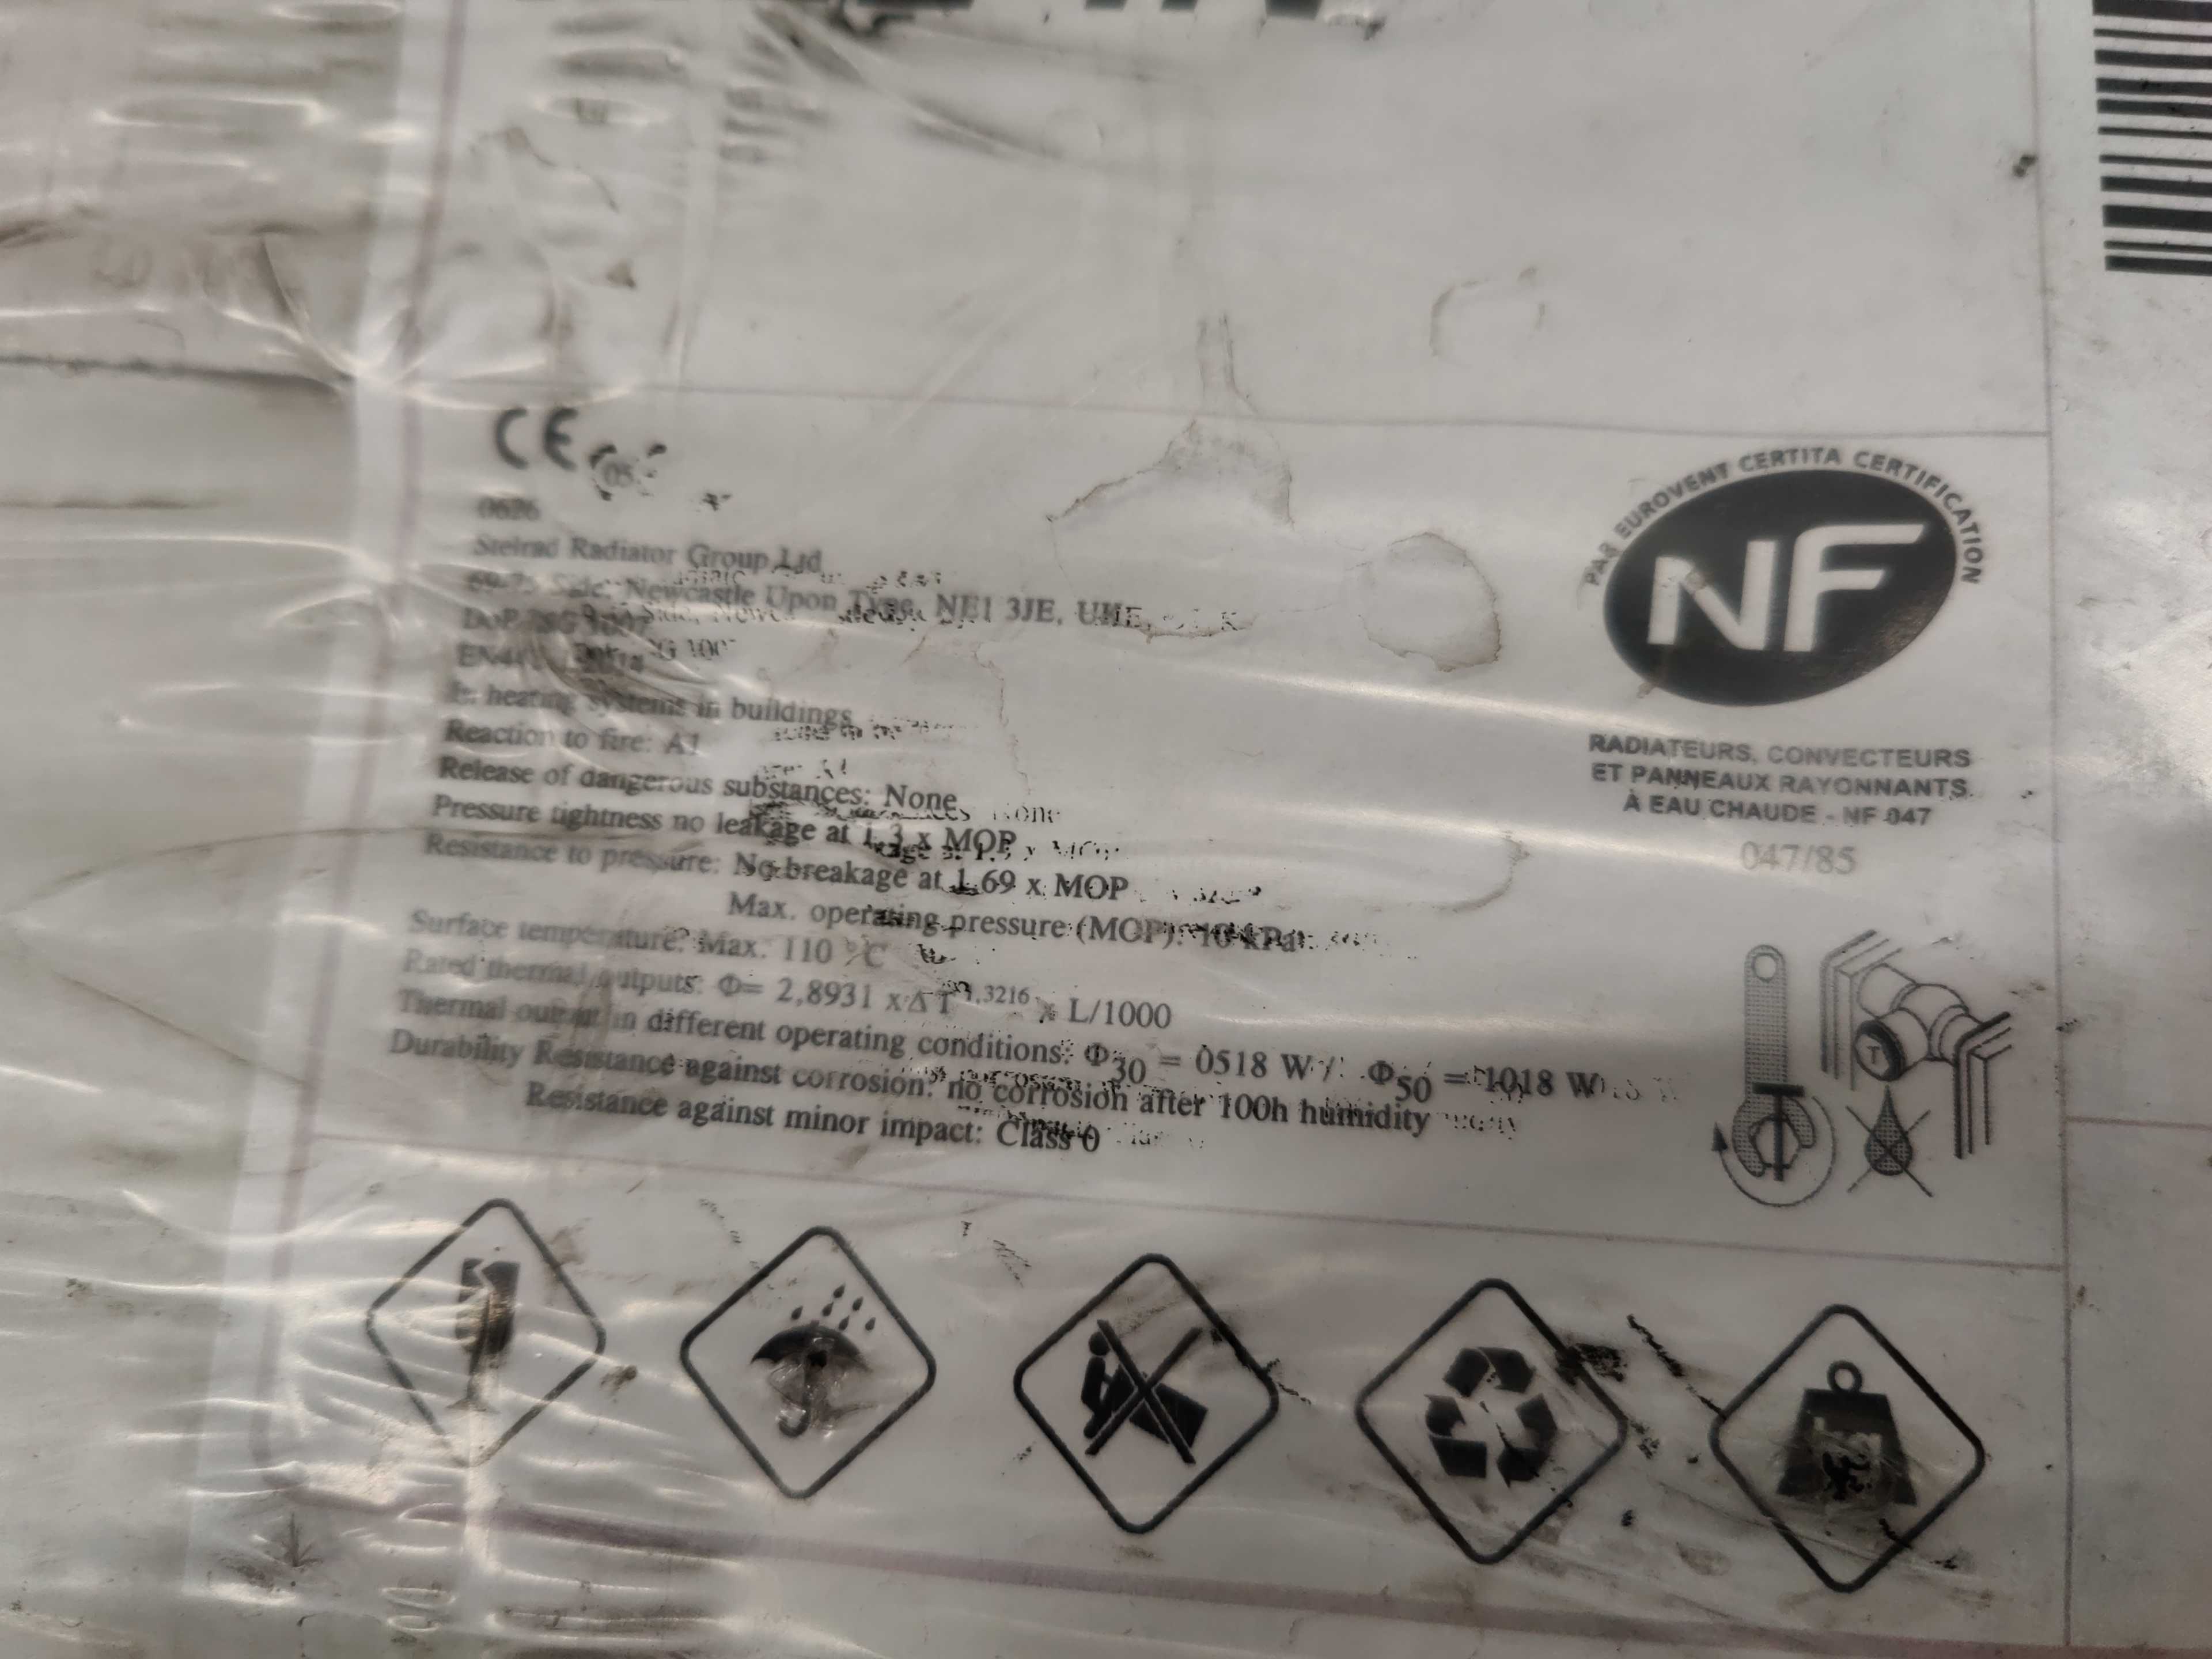 CE
05
0626
Stelrad Radiator Group Ltd
Side, Newcastle Upon Tyne, NE1 3JE,
heating systems in buildings
Reaction to fire: A1
Release of dangerous substances: None
Pressure tightness no leakage at 1.3 x MOP
Resistance to pressure: No breakage at 1.69 x MOP
Max. operating pressure (MOP): kPa
Surface temperature: Max. 110 °C
Rated thermal outputs: Φ= 2,8931 x Δ T 1,3216 x L/1000
Thermal output in different operating conditions: Φ30 = 0518 W / Φ50 = 1018 W
Durability Resistance against corrosion: no corrosion after 100h humidity
Resistance against minor impact: Class 0
PAR EUROVENT CERTITA CERTIFICATION
NF
RADIATEURS, CONVECTEURS
ET PANNEAUX RAYONNANTS
À EAU CHAUDE - NF 047
047/85
T
kg